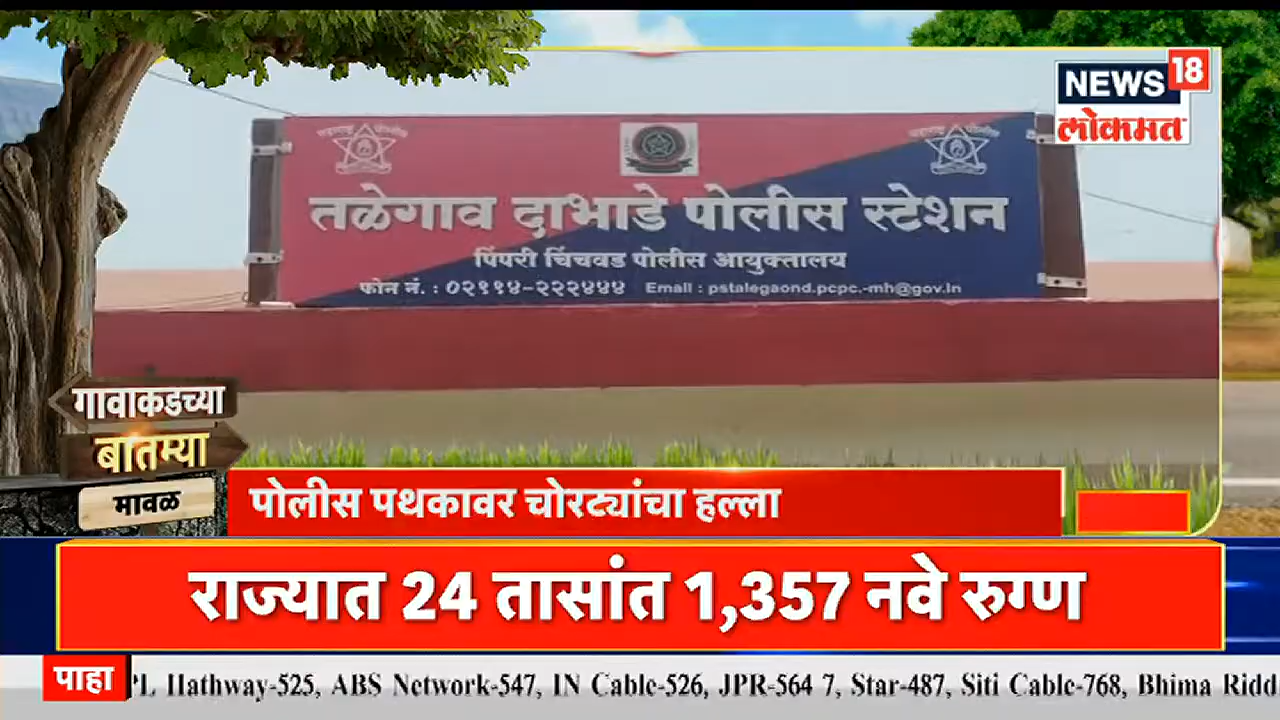 NEWS 18
लोकमत
तळेगाव दाभाडे पोलीस स्टेशन
पिंपरी चिंचवड पोलीस आयुक्तालय
फोन नं. : ०२११४-२२२४४४ Email : pstalegaond.pcpc.-mh@gov.in
गावाकडच्या
बातम्या
मावळ
पोलीस पथकावर चोरट्यांचा हल्ला
राज्यात 24 तासांत 1,357 नवे रुग्ण
पाहा
PL Hathway-525, ABS Network-547, IN Cable-526, JPR-564 7, Star-487, Siti Cable-768, Bhima Ridd